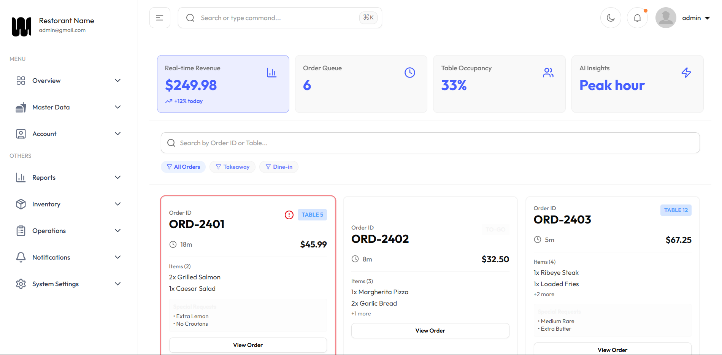 Restorant Name
admin@gmail.com
Search or type command...
⌘K
admin
MENU
Overview
Master Data
Account
OTHERS
Reports
Inventory
Operations
Notifications
System Settings
Real-time Revenue
$249.98
+12% today
Order Queue
6
Table Occupancy
33%
AI Insights
Peak hour
Search by Order ID or Table...
All Orders
Takeaway
Dine-in
Order ID
TABLE 5
ORD-2401
18m
$45.99
Items (2)
2x Grilled Salmon
1x Caesar Salad
• Extra Lemon
• No Croutons
View Order
Order ID
ORD-2402
8m
$32.50
Items (3)
1x Margherita Pizza
2x Garlic Bread
+1 more
View Order
Order ID
TABLE 12
ORD-2403
5m
$67.25
Items (4)
1x Ribeye Steak
1x Loaded Fries
+2 more
• Medium Rare
• Extra Butter
View Order